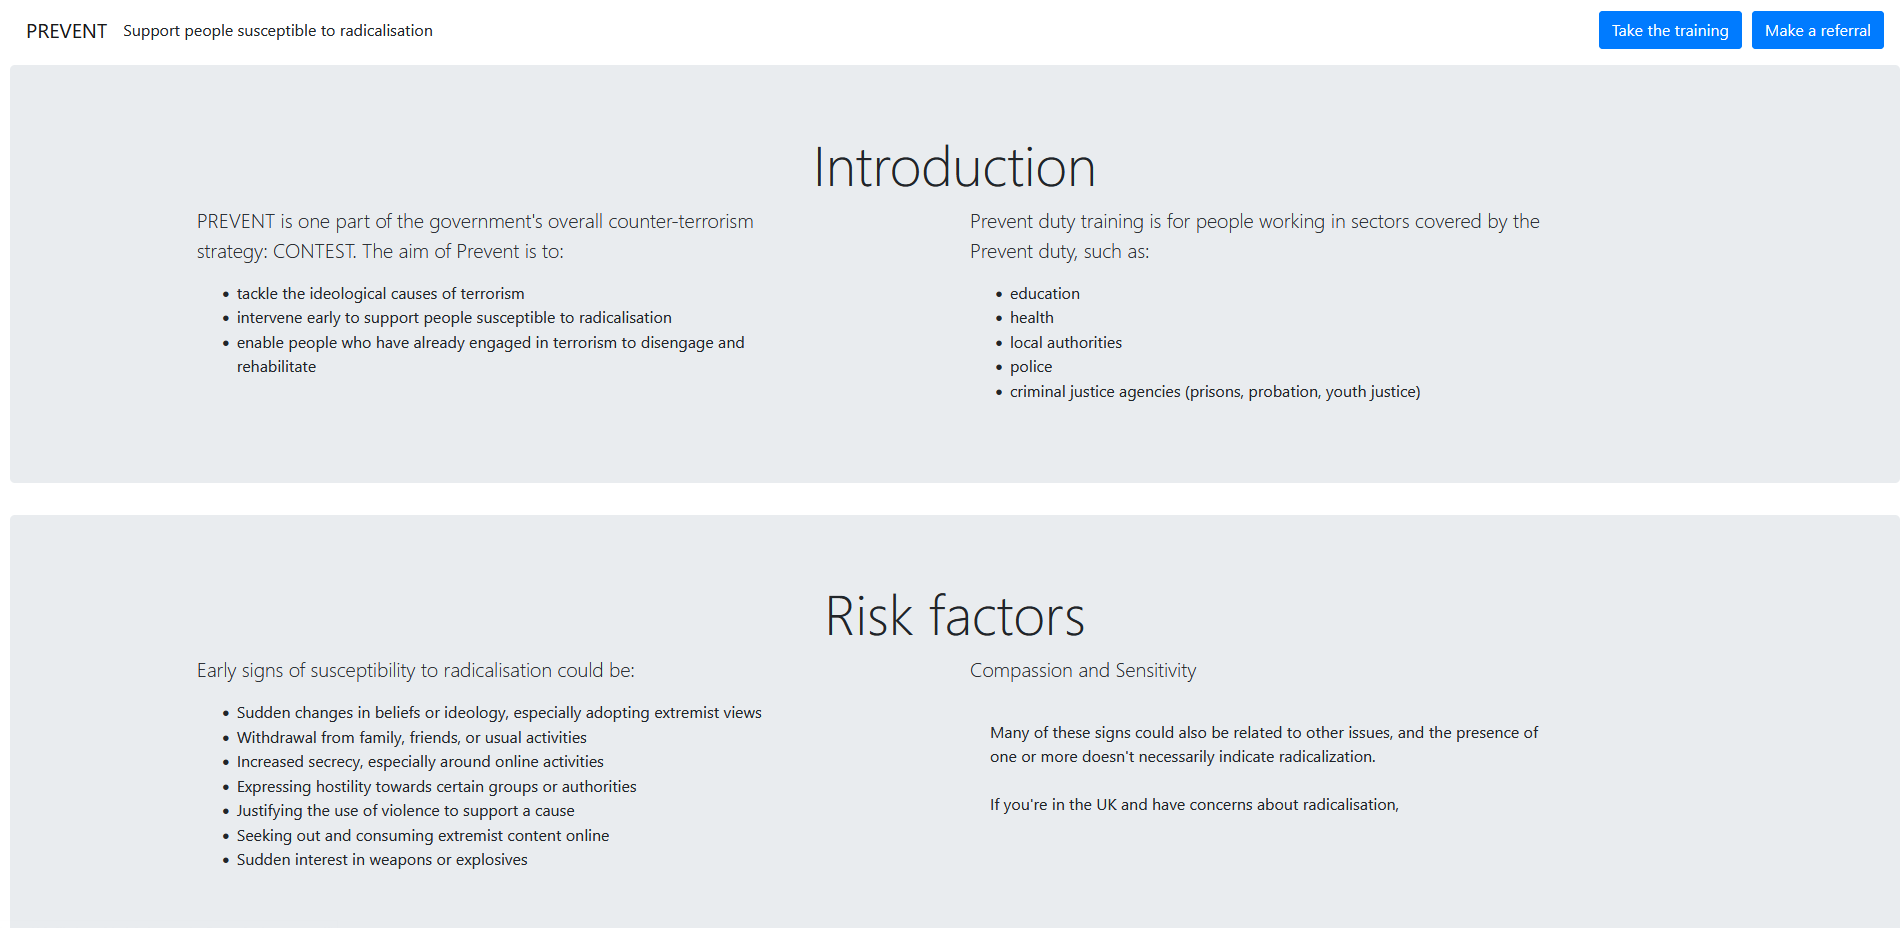 PREVENT Support people susceptible to radicalisation
Take the training
Make a referral
Introduction
PREVENT is one part of the government's overall counter-terrorism
strategy: CONTEST. The aim of Prevent is to:
• tackle the ideological causes of terrorism
• intervene early to support people susceptible to radicalisation
• enable people who have already engaged in terrorism to disengage and
rehabilitate
Prevent duty training is for people working in sectors covered by the
Prevent duty, such as:
• education
• health
• local authorities
• police
• criminal justice agencies (prisons, probation, youth justice)
Risk factors
Early signs of susceptibility to radicalisation could be:
• Sudden changes in beliefs or ideology, especially adopting extremist views
• Withdrawal from family, friends, or usual activities
• Increased secrecy, especially around online activities
• Expressing hostility towards certain groups or authorities
• Justifying the use of violence to support a cause
• Seeking out and consuming extremist content online
• Sudden interest in weapons or explosives
Compassion and Sensitivity
Many of these signs could also be related to other issues, and the presence of
one or more doesn't necessarily indicate radicalization.
If you're in the UK and have concerns about radicalisation,